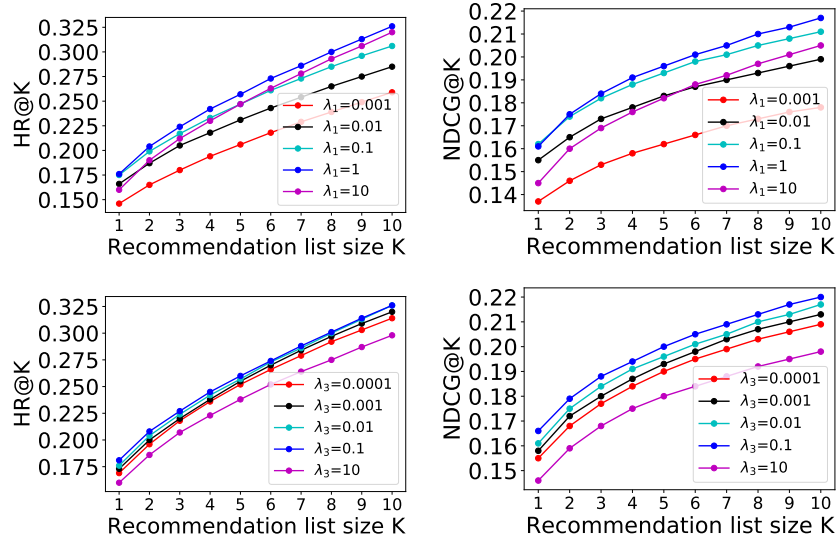 HR@K
0.325
0.300
0.275
0.250
0.225
0.200
0.175
0.150
1 2 3 4 5 6 7 8 9 10
Recommendation list size K
λ1=0.001
λ1=0.01
λ1=0.1
λ1=1
λ1=10
NDCG@K
0.22
0.21
0.20
0.19
0.18
0.17
0.16
0.15
0.14
1 2 3 4 5 6 7 8 9 10
Recommendation list size K
λ1=0.001
λ1=0.01
λ1=0.1
λ1=1
λ1=10
HR@K
0.325
0.300
0.275
0.250
0.225
0.200
0.175
1 2 3 4 5 6 7 8 9 10
Recommendation list size K
λ3=0.0001
λ3=0.001
λ3=0.01
λ3=0.1
λ3=10
NDCG@K
0.22
0.21
0.20
0.19
0.18
0.17
0.16
0.15
1 2 3 4 5 6 7 8 9 10
Recommendation list size K
λ3=0.0001
λ3=0.001
λ3=0.01
λ3=0.1
λ3=10